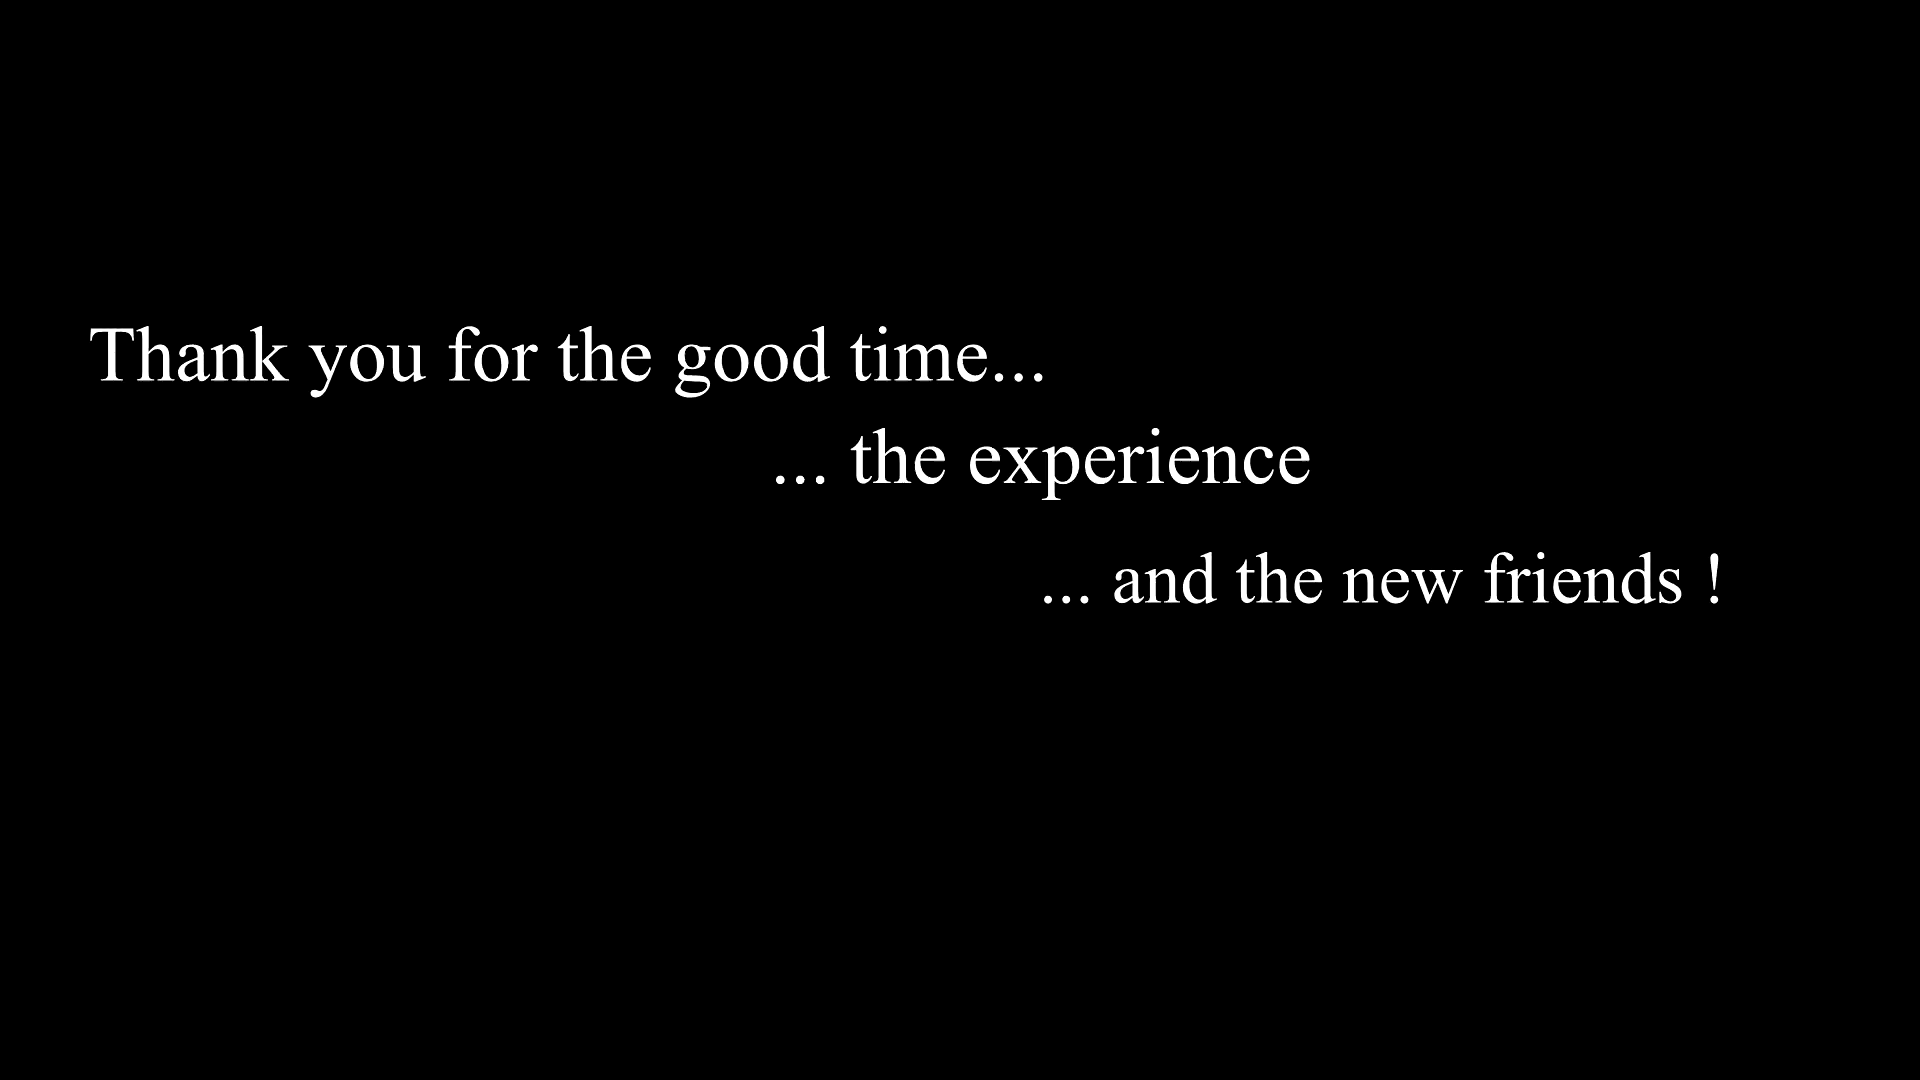 Thank you for the good time...
... the experience
... and the new friends !